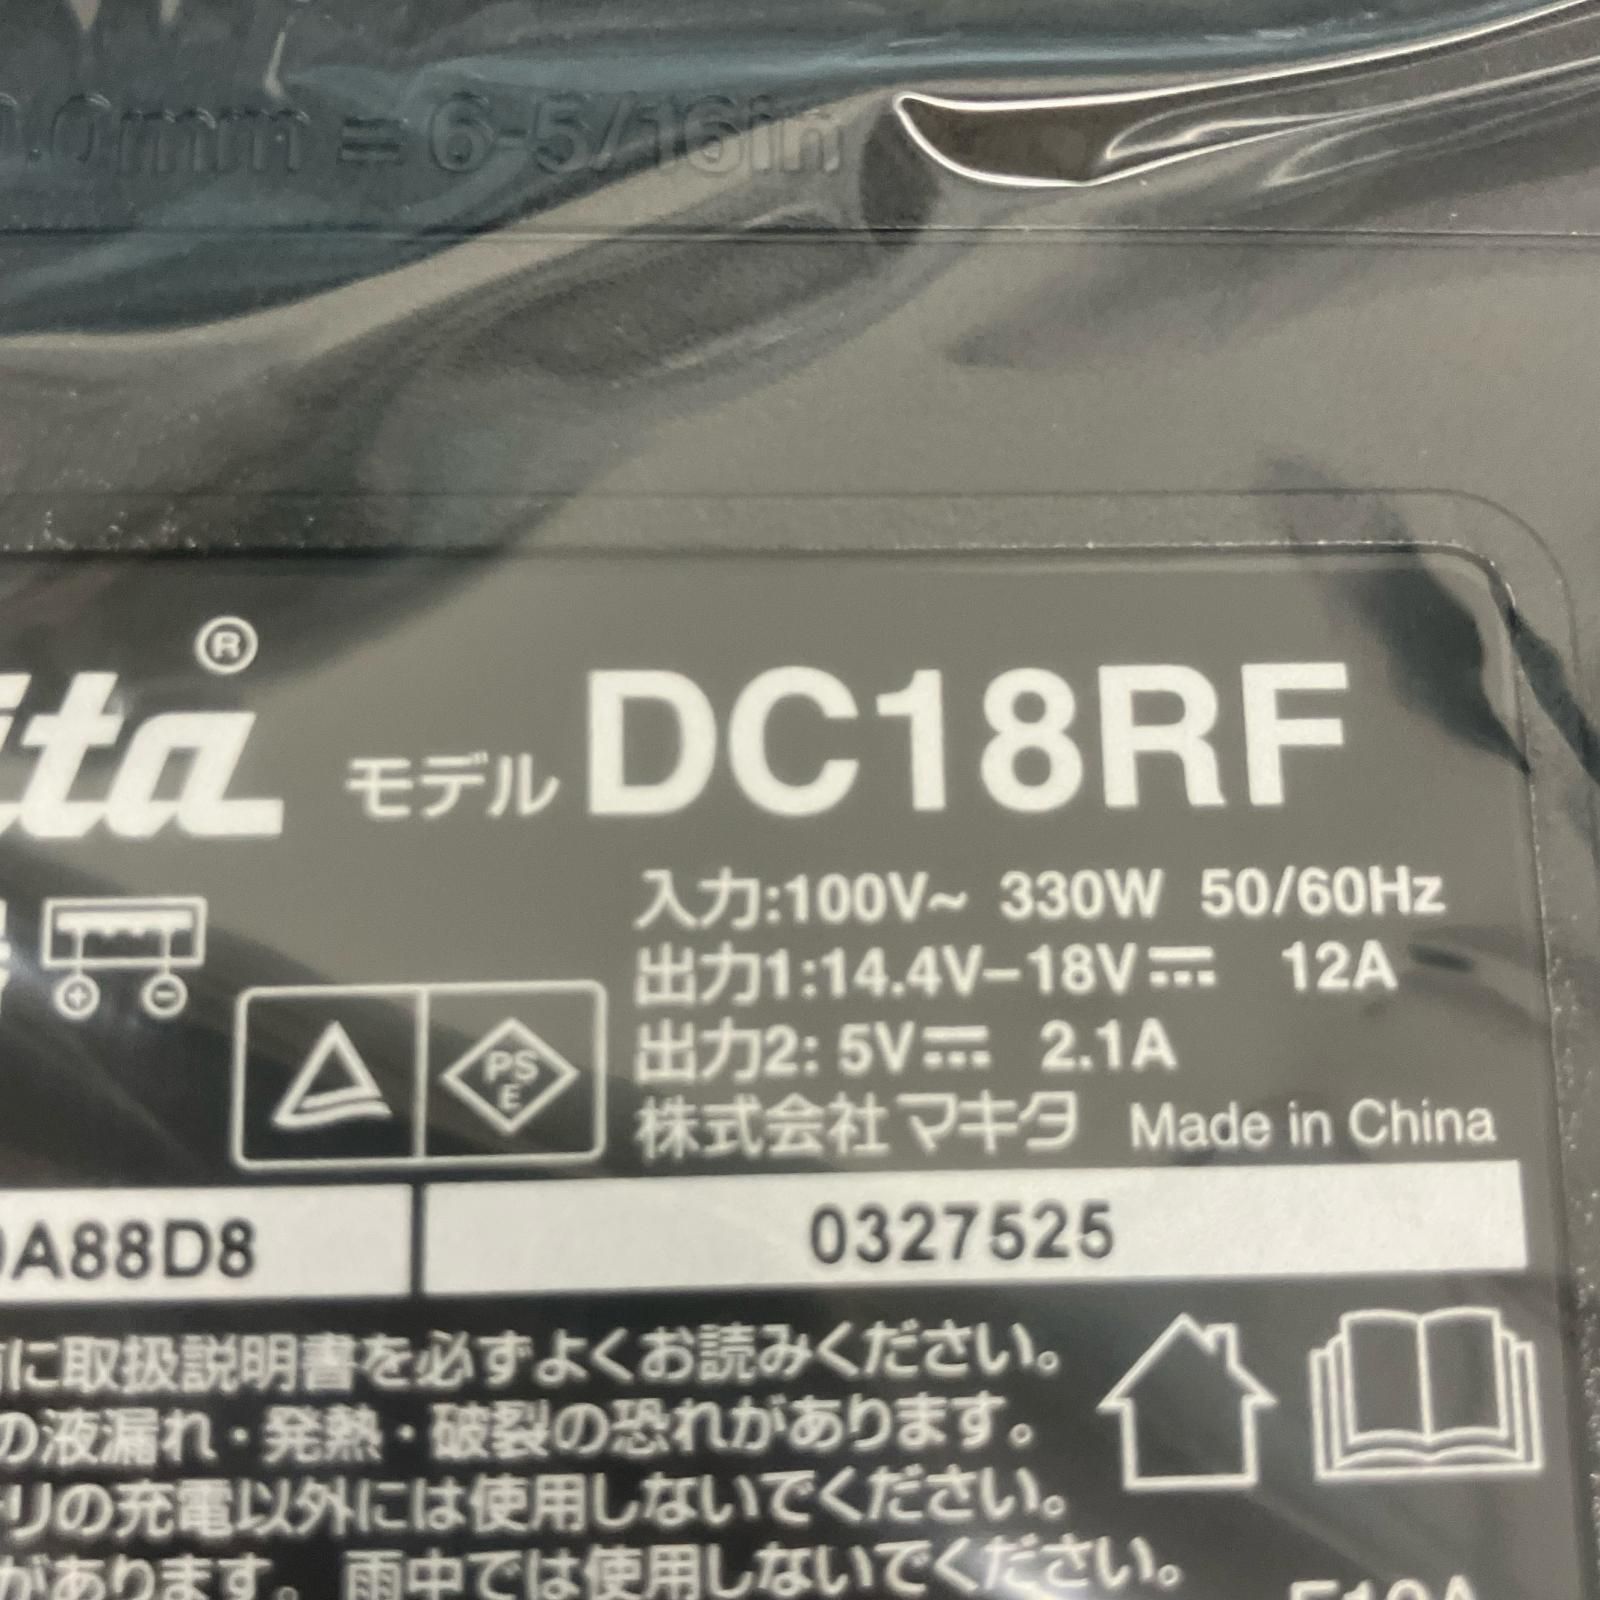 .0mm = 6-5/16in
ita® モデル DC18RF
入力:100V~ 330W 50/60Hz
出力1:14.4V–18V⎓ 12A
出力2: 5V⎓ 2.1A
PS
E
株式会社マキタ Made in China
A88D8 0327525
に取扱説明書を必ずよくお読みください。
の液漏れ・発熱・破裂の恐れがあります。
リの充電以外には使用しないでください。
があります。雨中では使用しないでください。